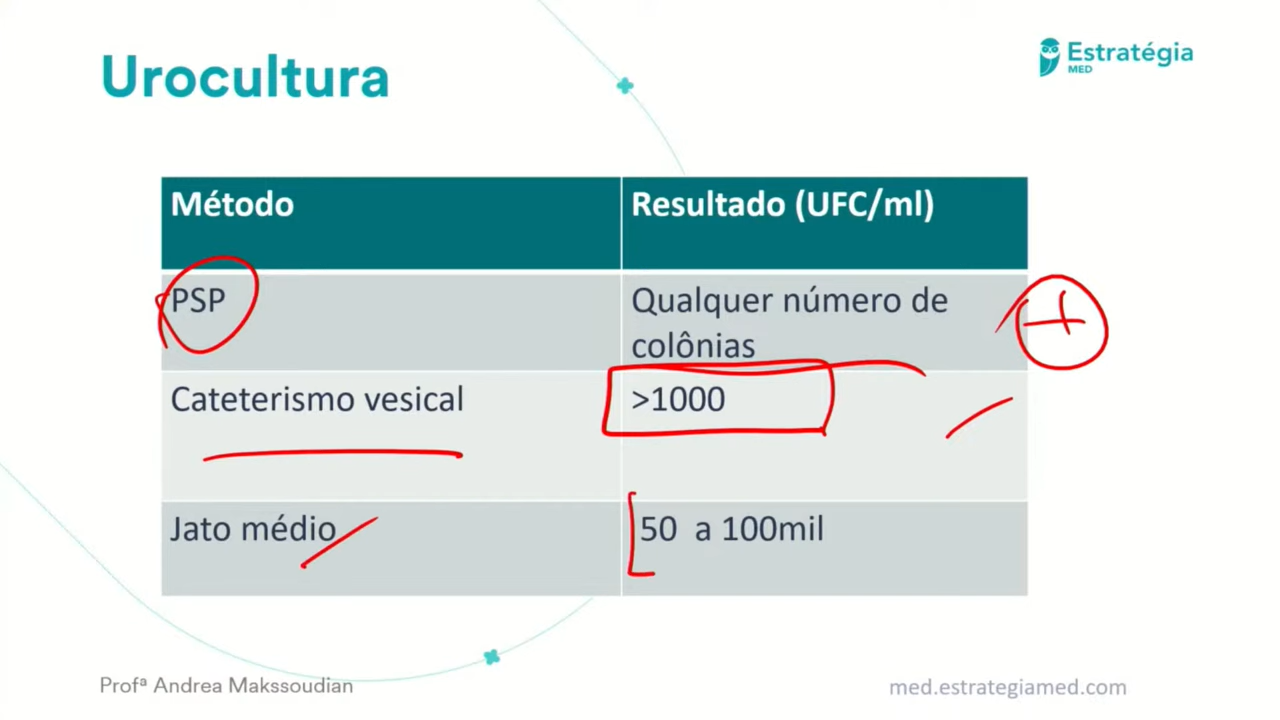 Urocultura
Estratégia
MED
Método
Resultado (UFC/ml)
PSP
Qualquer número de
colônias
+
Cateterismo vesical
>1000
Jato médio
50 a 100mil
Profª Andrea Makssoudian
med.estrategiamed.com